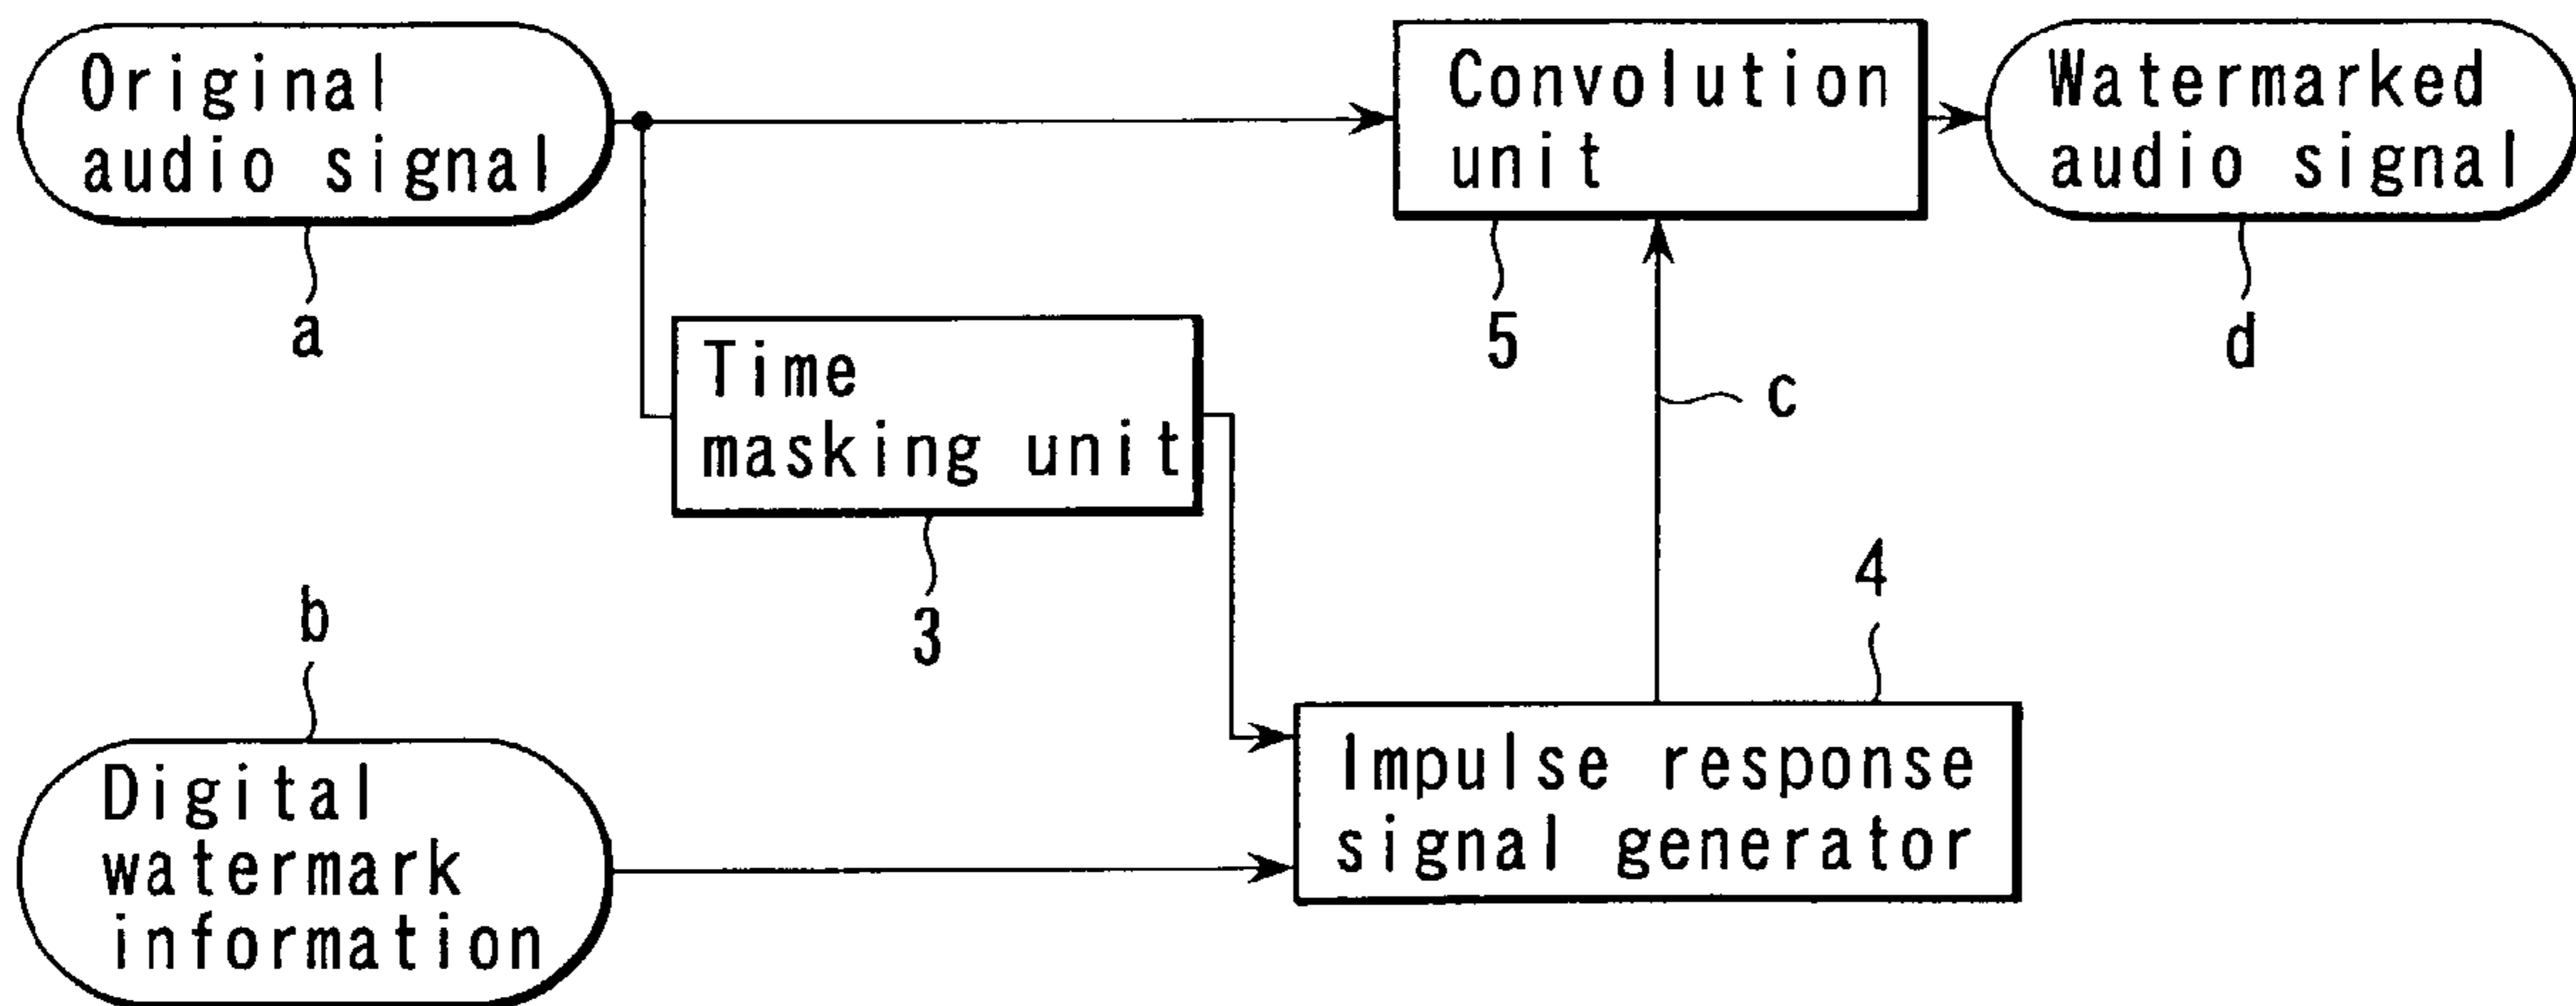 Original
audio signal
a
Convolution
unit
5
Watermarked
audio signal
d
Time
masking unit
3
c
b
Digital
watermark
information
4
Impulse response
signal generator